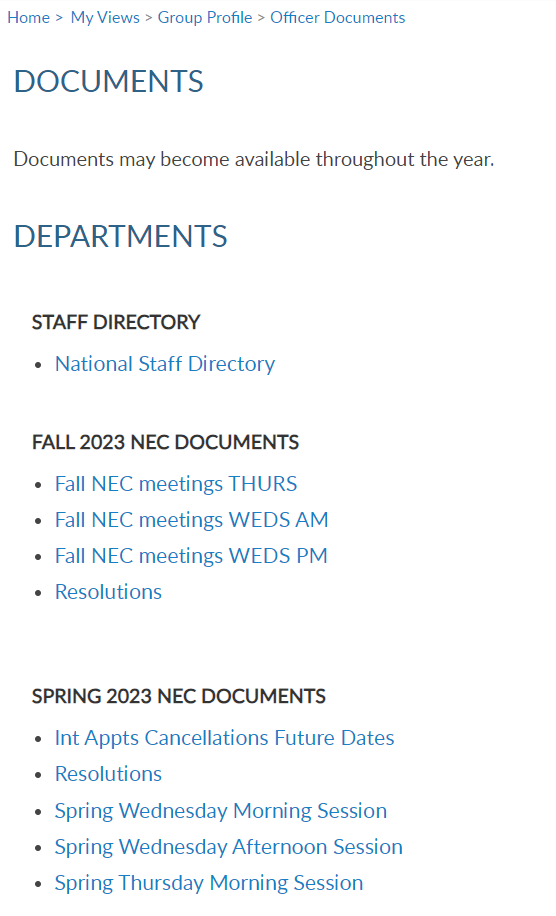 Home > My Views > Group Profile > Officer Documents
DOCUMENTS
Documents may become available throughout the year.
DEPARTMENTS
STAFF DIRECTORY
• National Staff Directory
FALL 2023 NEC DOCUMENTS
• Fall NEC meetings THURS
• Fall NEC meetings WEDS AM
• Fall NEC meetings WEDS PM
• Resolutions
SPRING 2023 NEC DOCUMENTS
• Int Appts Cancellations Future Dates
• Resolutions
• Spring Wednesday Morning Session
• Spring Wednesday Afternoon Session
• Spring Thursday Morning Session